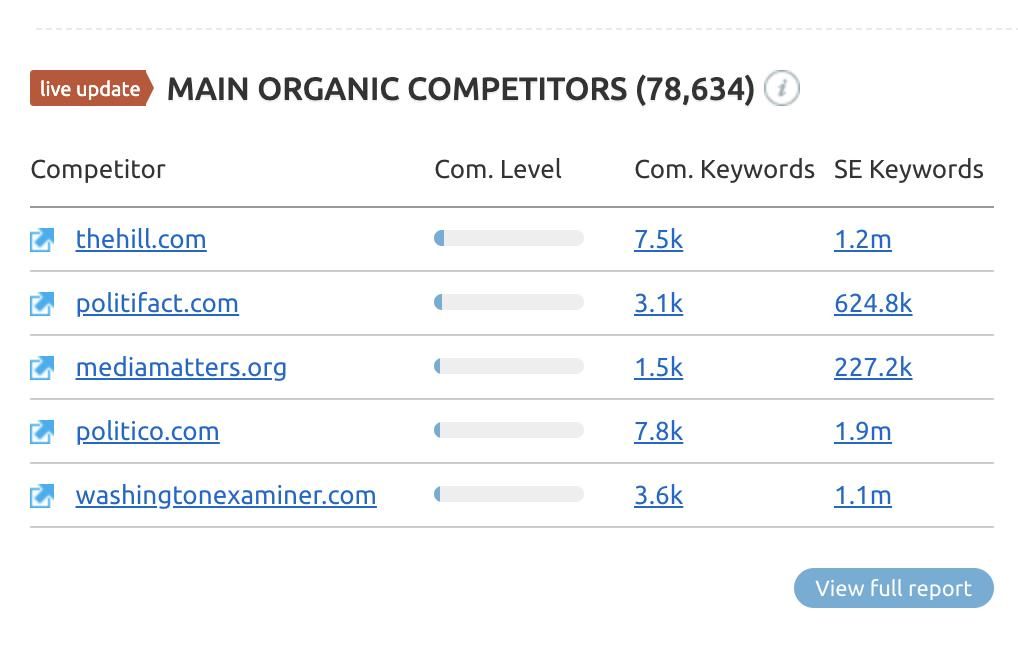 live update MAIN ORGANIC COMPETITORS (78,634) i
Competitor Com. Level Com. Keywords SE Keywords
thehill.com 7.5k 1.2m
politifact.com 3.1k 624.8k
mediamatters.org 1.5k 227.2k
politico.com 7.8k 1.9m
washingtonexaminer.com 3.6k 1.1m
View full report